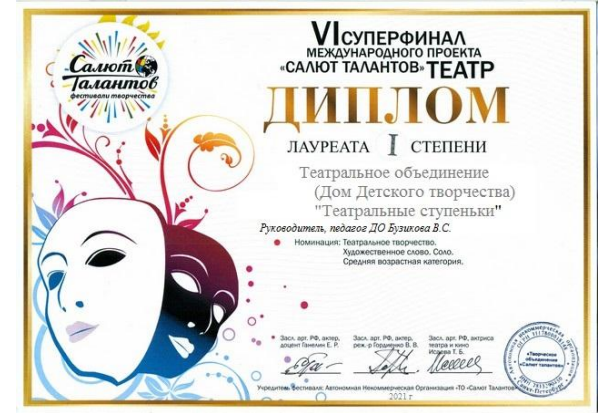 Салют
Талантов
фестивали творчества
VI СУПЕРФИНАЛ
МЕЖДУНАРОДНОГО ПРОЕКТА
«САЛЮТ ТАЛАНТОВ» ТЕАТР
ДИПЛОМ
ЛАУРЕАТА I СТЕПЕНИ
Театральное объединение
(Дом Детского творчества)
"Театральные ступеньки"
Руководитель, педагог ДО Бузикова В.С.
Номинация: Театральное творчество.
Художественное слово. Соло.
Средняя возрастная категория.
Засл. арт. РФ, актер,
доцент Ганелин Е. Р.
Засл. арт. РФ, актер,
реж.-р Гордиенко В. В.
Засл. арт. РФ, актриса
театра и кино
Исаева Т. Б.
«Творческое
объединение
«Салют талантов»
Санкт-Петербург
Учредитель фестиваля: Автономная Некоммерческая Организация «ТО «Салют Талантов»
2021 г